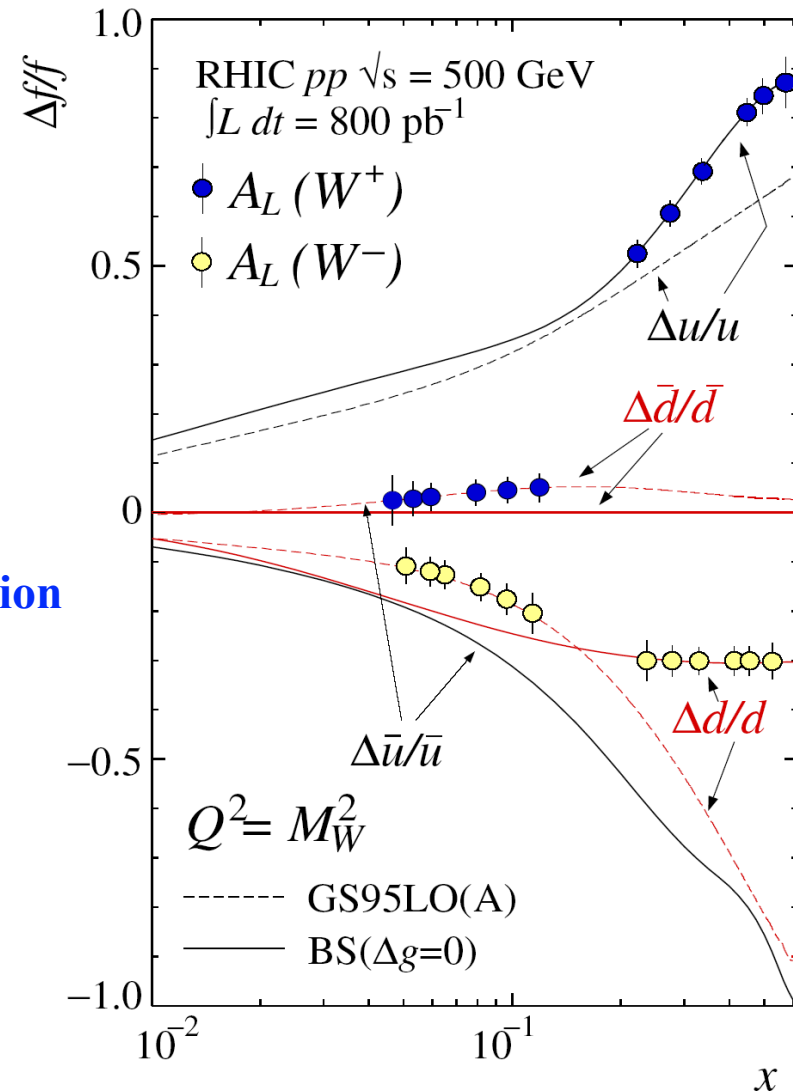 1.0
Δf/f
RHIC pp √s = 500 GeV
∫L dt = 800 pb⁻¹
A_L (W⁺)
A_L (W⁻)
0.5
Δu/u
Δd̄/d̄
0
ion
Δd/d
Δū/ū
−0.5
Q²= M_W²
GS95LO(A)
BS(Δg=0)
−1.0
10⁻²
10⁻¹
x